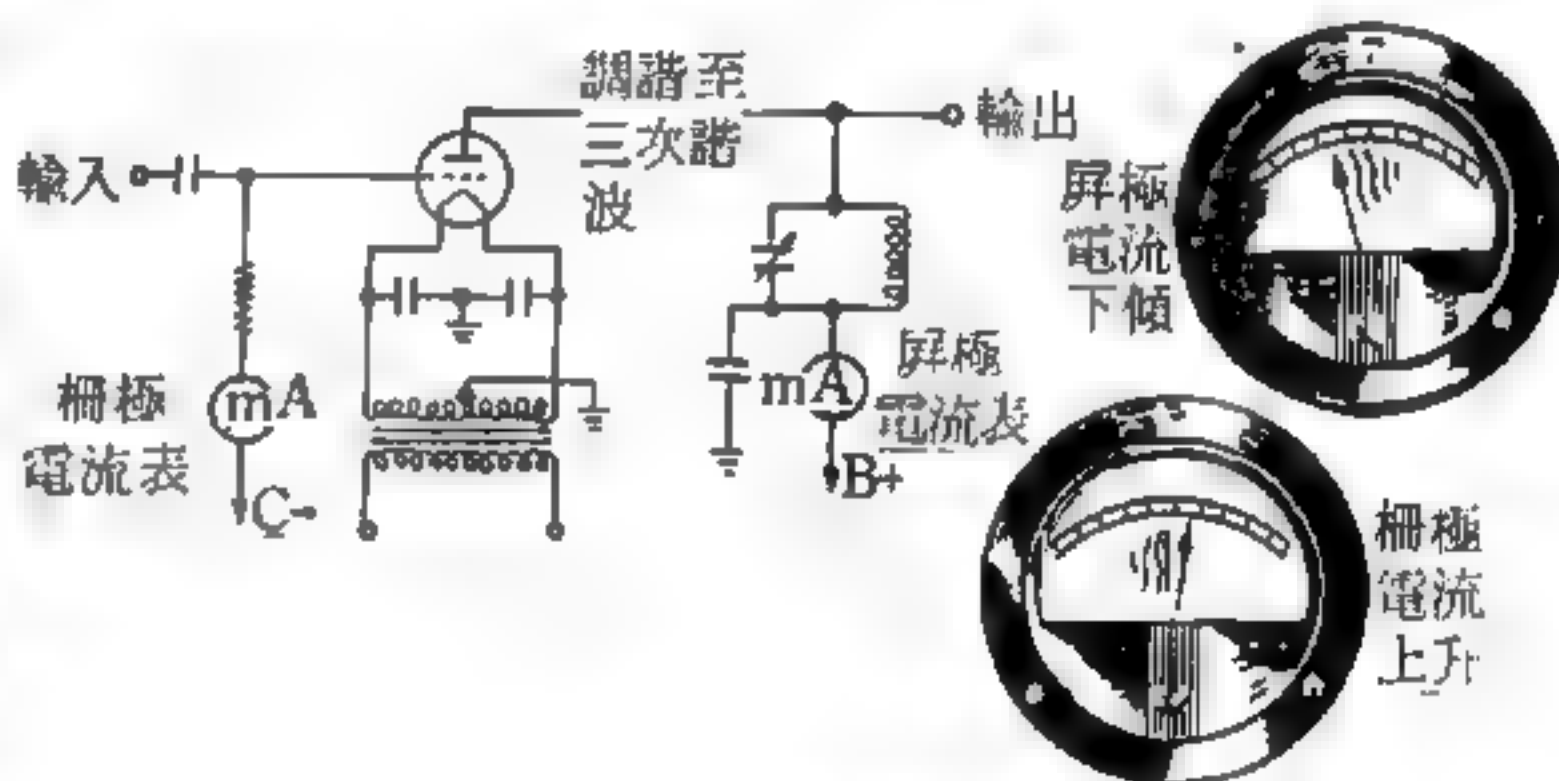 調諧至
三次諧
波
輸入
輸出
柵極
電流表
mA
C-
mA
屏極
電流表
B+
屏極
電流
下傾
柵極
電流
上升